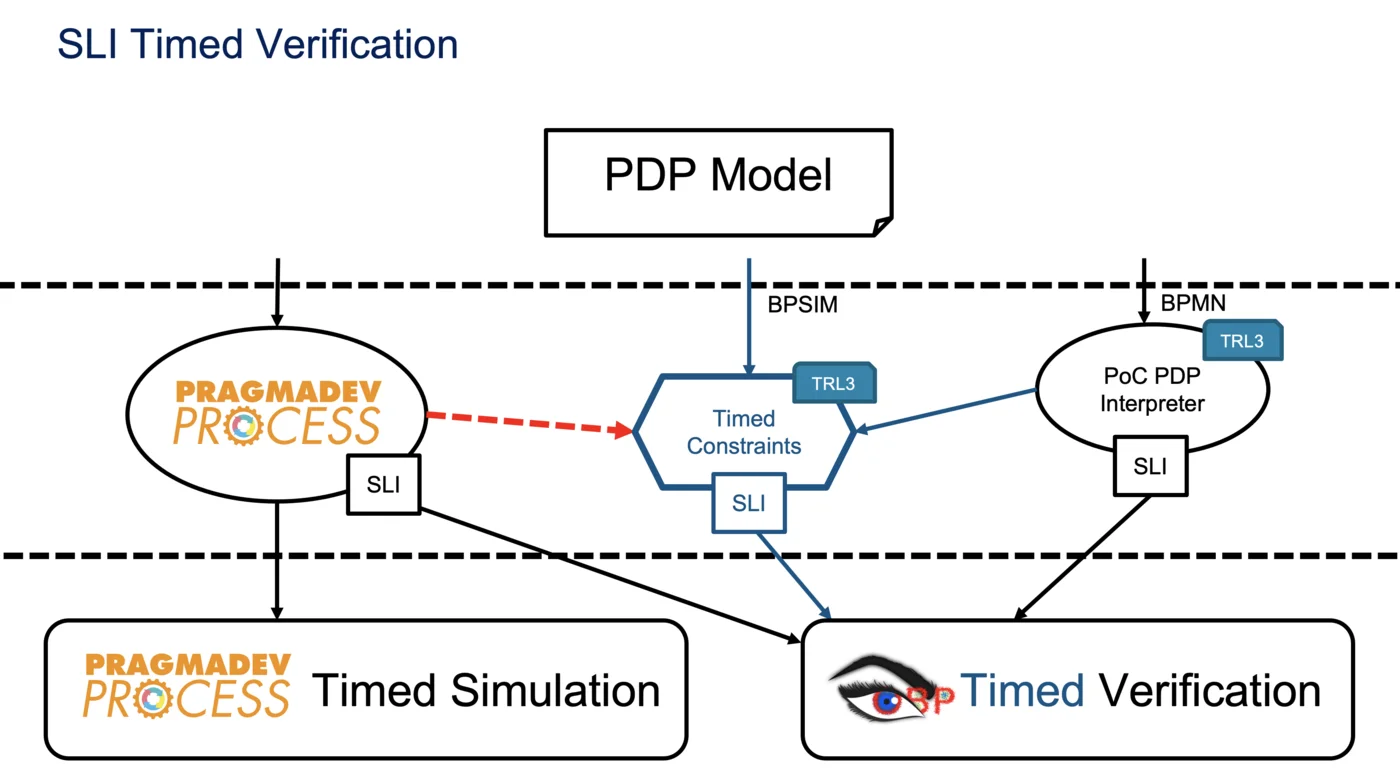 SLI Timed Verification
PDP Model
BPSIM
BPMN
TRL3
PRAGMADEV
PROCESS
SLI
TRL3
Timed
Constraints
SLI
PoC PDP
Interpreter
SLI
PRAGMADEV
PROCESS
Timed Simulation
BP
Timed Verification